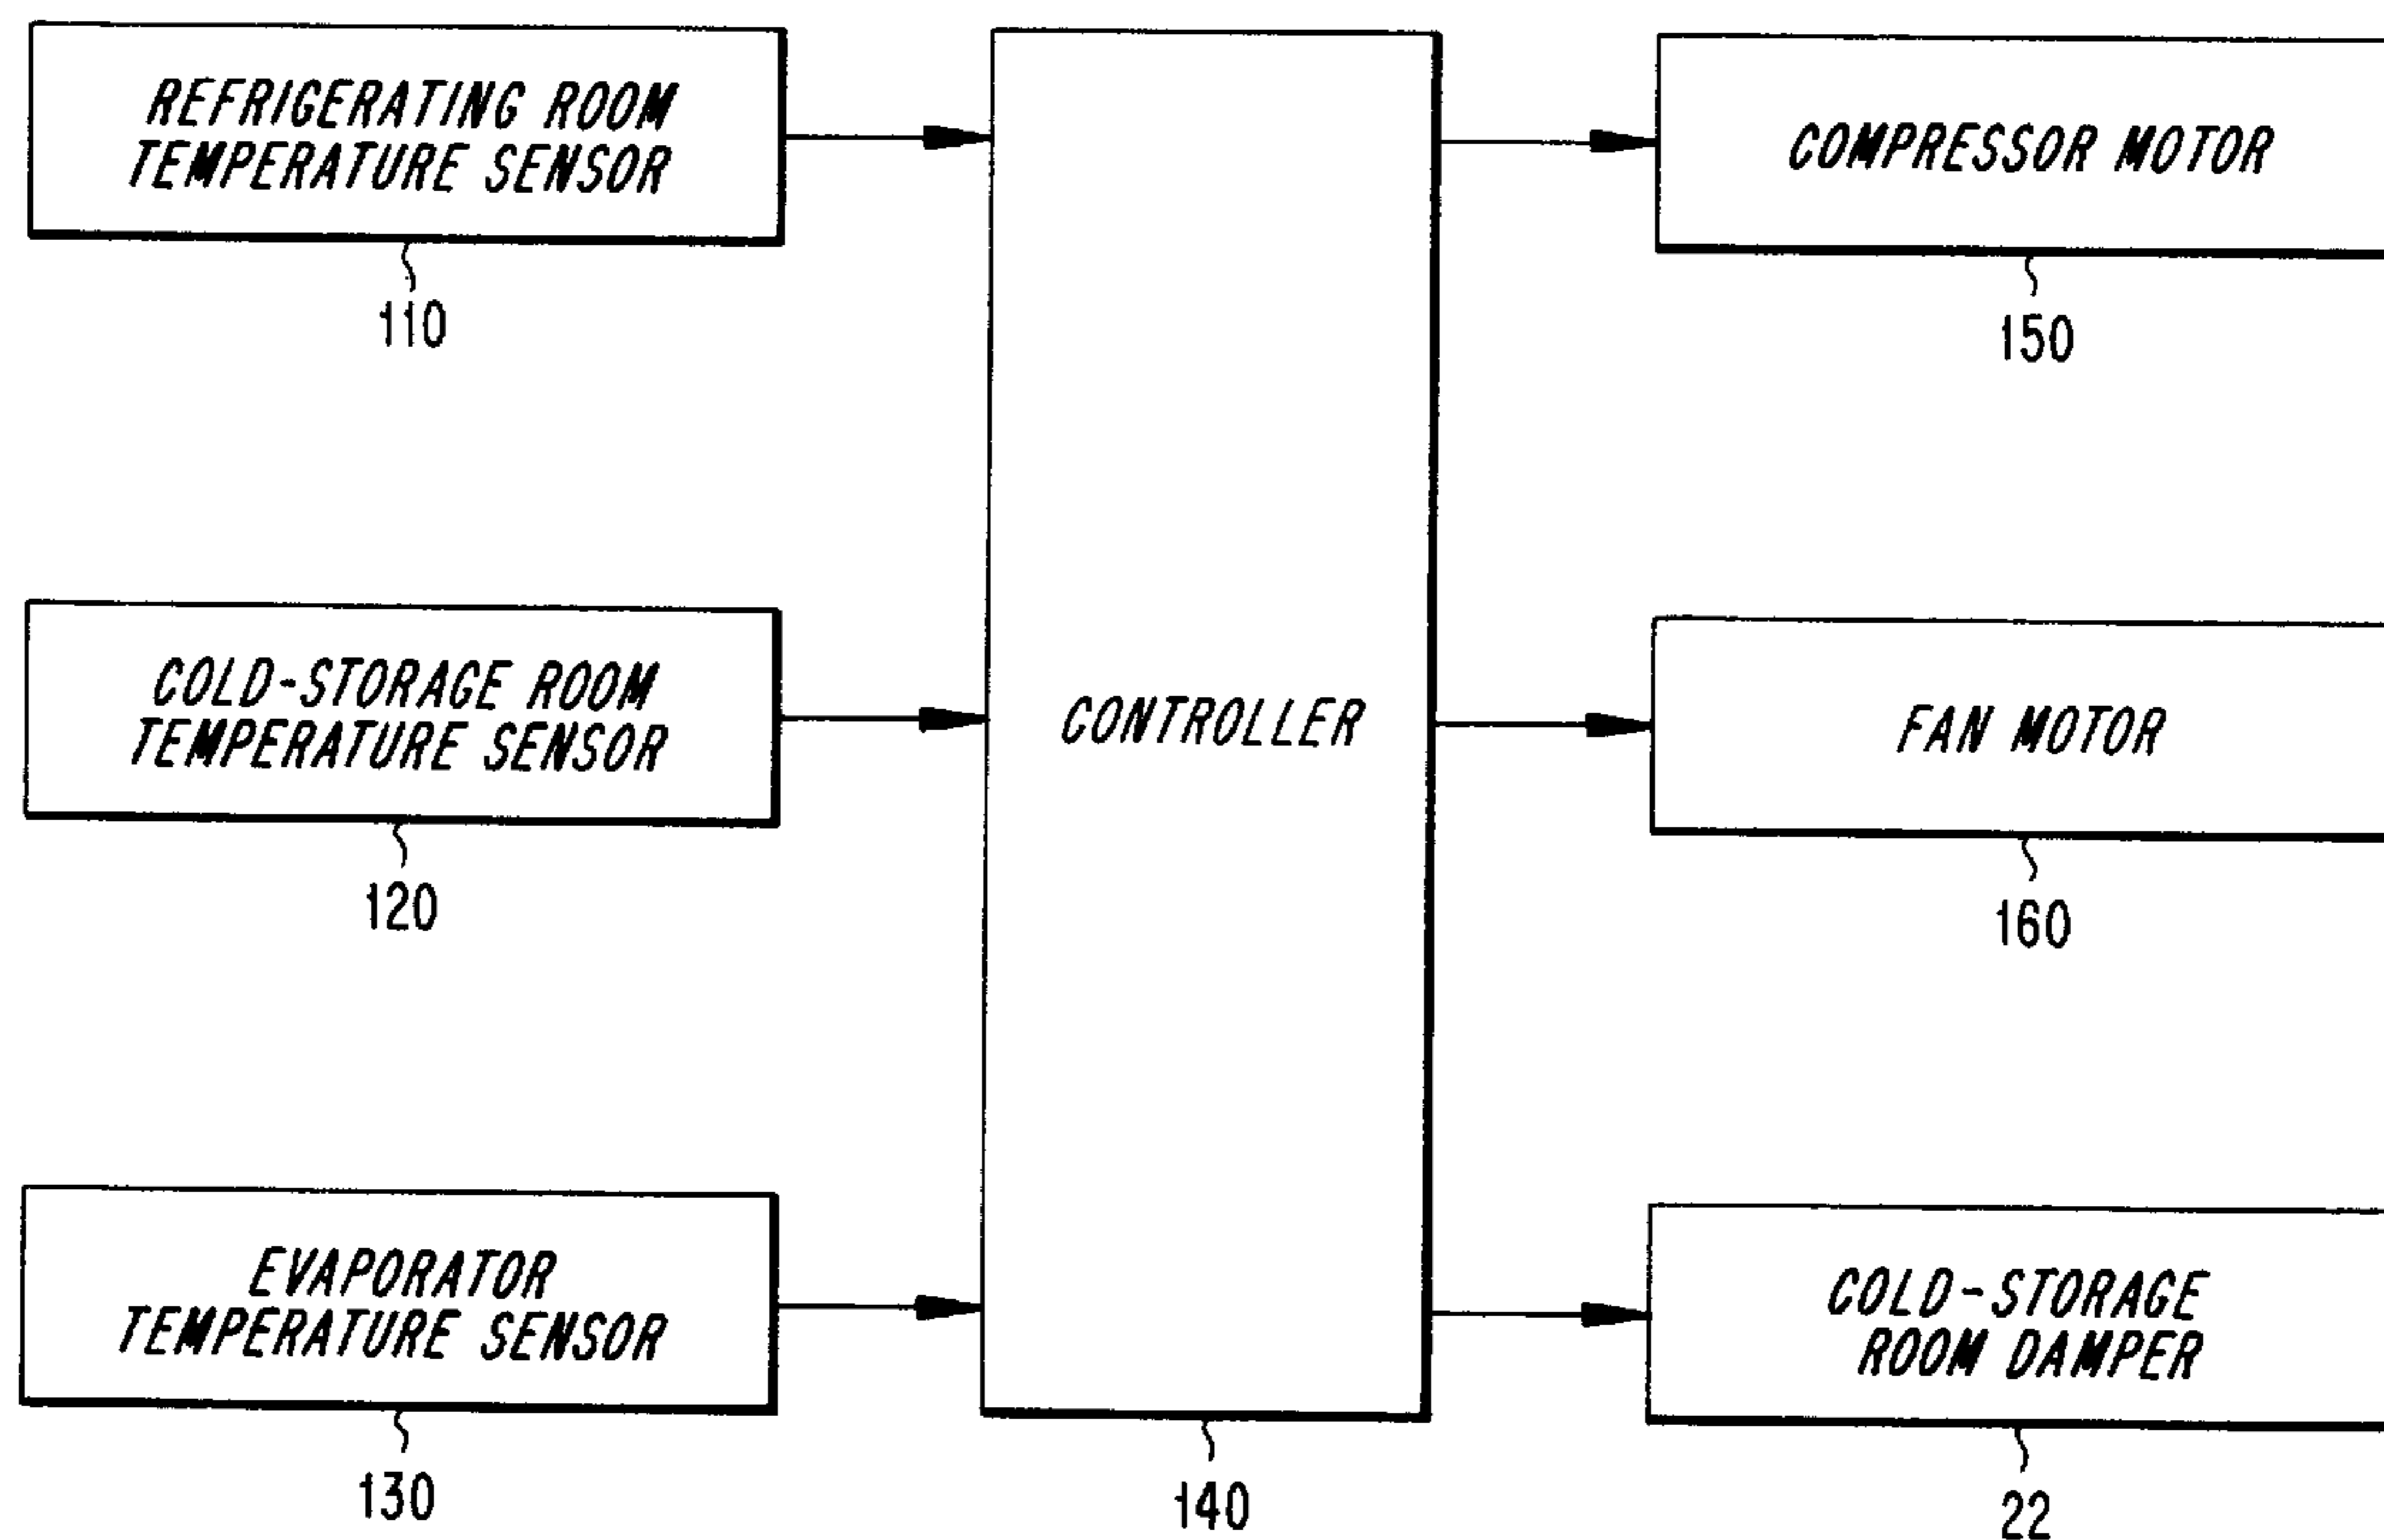 REFRIGERATING ROOM
TEMPERATURE SENSOR
110
COLD-STORAGE ROOM
TEMPERATURE SENSOR
120
EVAPORATOR
TEMPERATURE SENSOR
130
CONTROLLER
140
COMPRESSOR MOTOR
150
FAN MOTOR
160
COLD-STORAGE
ROOM DAMPER
22